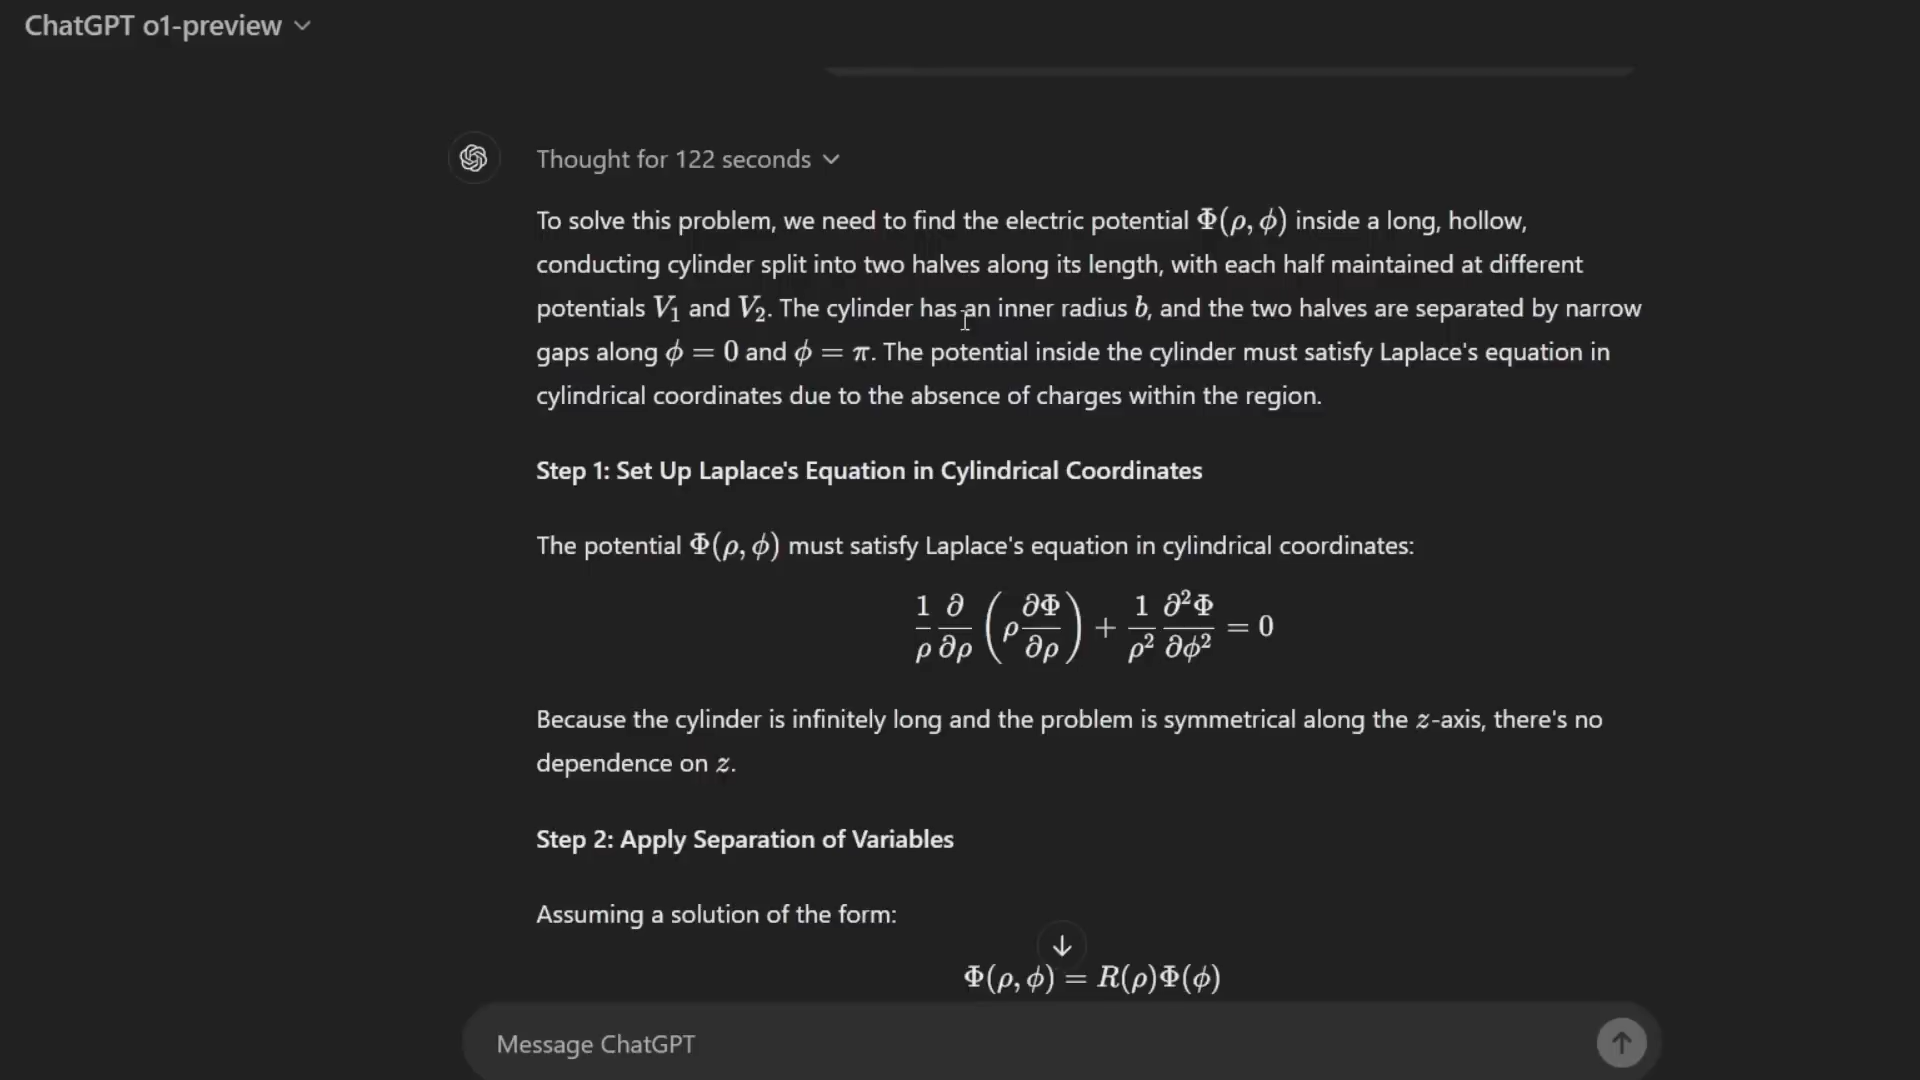 ChatGPT o1-preview
Thought for 122 seconds
To solve this problem, we need to find the electric potential Φ(ρ, ϕ) inside a long, hollow,
conducting cylinder split into two halves along its length, with each half maintained at different
potentials V₁ and V₂. The cylinder has an inner radius b, and the two halves are separated by narrow
gaps along ϕ = 0 and ϕ = π. The potential inside the cylinder must satisfy Laplace's equation in
cylindrical coordinates due to the absence of charges within the region.
Step 1: Set Up Laplace's Equation in Cylindrical Coordinates
The potential Φ(ρ, ϕ) must satisfy Laplace's equation in cylindrical coordinates:
1/ρ ∂/∂ρ (ρ ∂Φ/∂ρ) + 1/ρ² ∂²Φ/∂ϕ² = 0
Because the cylinder is infinitely long and the problem is symmetrical along the z-axis, there's no
dependence on z.
Step 2: Apply Separation of Variables
Assuming a solution of the form:
Φ(ρ, ϕ) = R(ρ)Φ(ϕ)
Message ChatGPT